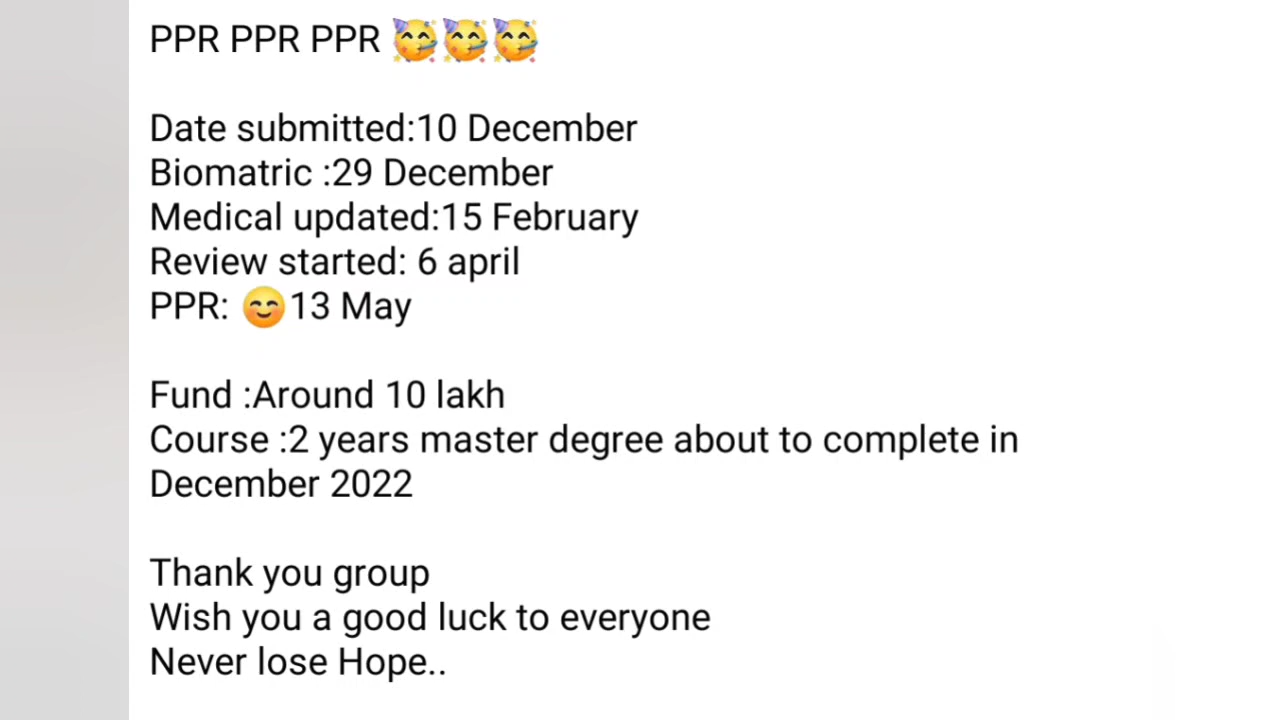 PPR PPR PPR 🥳🥳🥳
Date submitted:10 December
Biomatric :29 December
Medical updated:15 February
Review started: 6 april
PPR: 😊13 May
Fund :Around 10 lakh
Course :2 years master degree about to complete in
December 2022
Thank you group
Wish you a good luck to everyone
Never lose Hope..